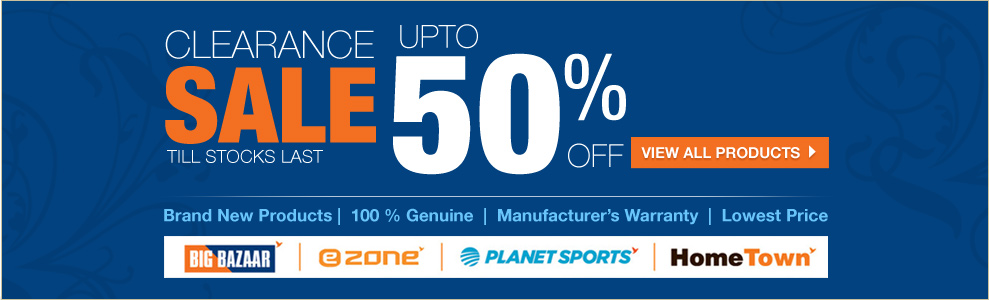 CLEARANCE
SALE
TILL STOCKS LAST
UPTO
50%
OFF
VIEW ALL PRODUCTS
Brand New Products | 100 % Genuine | Manufacturer's Warranty | Lowest Price
BIG BAZAAR | ezone | PLANET SPORTS | HomeTown